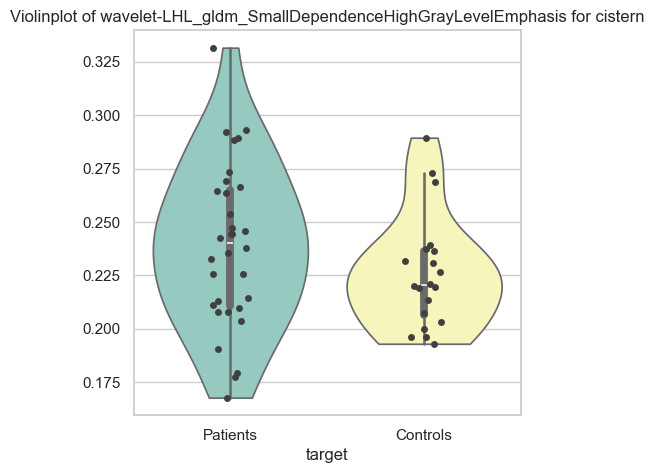 Violinplot of wavelet-LHL_gldm_SmallDependenceHighGrayLevelEmphasis for cistern
0.325
0.300
0.275
0.250
0.225
0.200
0.175
Patients
Controls
target